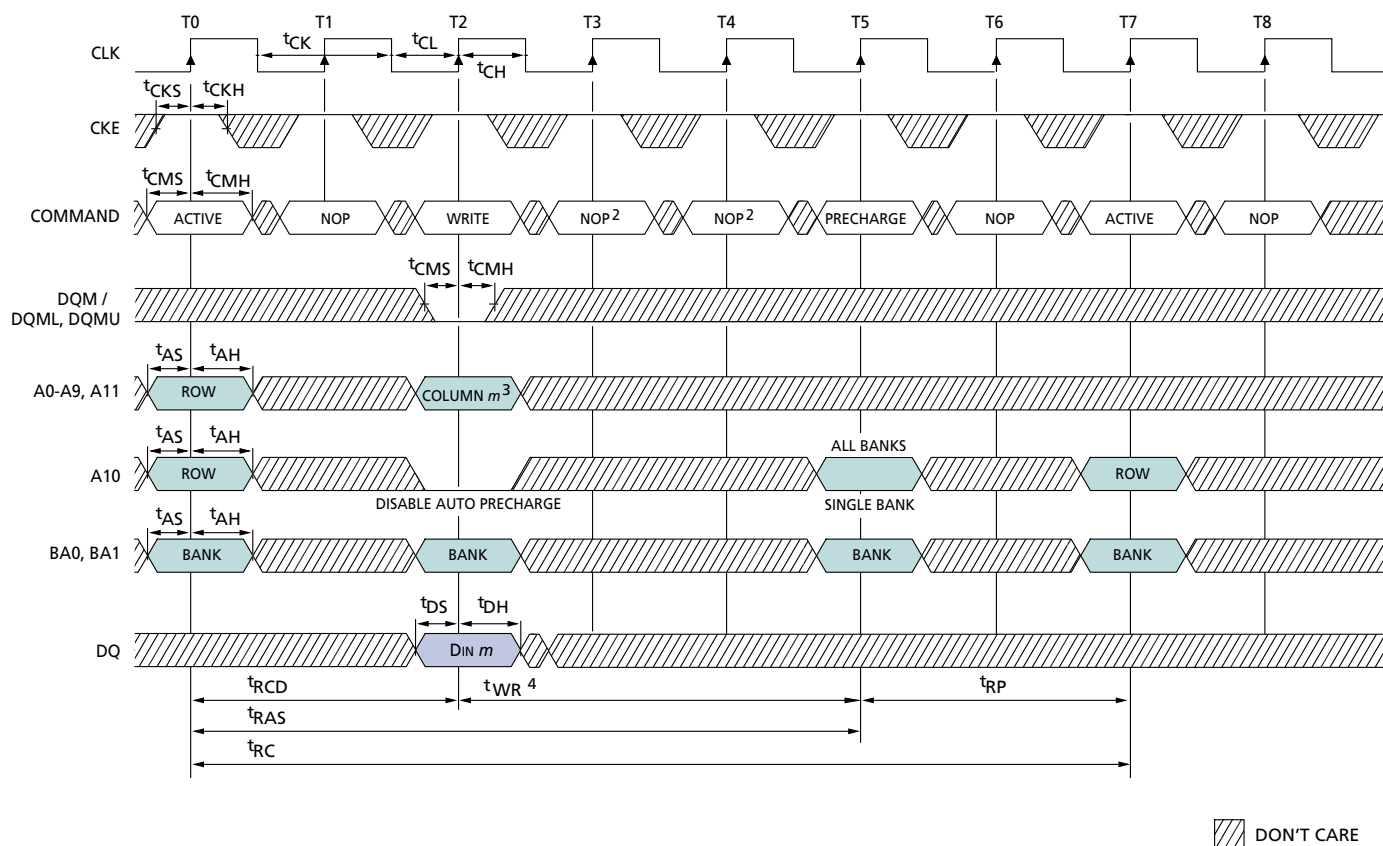 T0 T1 T2 T3 T4 T5 T6 T7 T8
CLK
tCK tCL
tCH
tCKS tCKH
CKE
tCMS tCMH
COMMAND ACTIVE NOP WRITE NOP2 NOP2 PRECHARGE NOP ACTIVE NOP
tCMS tCMH
DQM /
DQML, DQMU
tAS tAH
A0-A9, A11 ROW COLUMN m3
tAS tAH
ALL BANKS
A10 ROW ROW
DISABLE AUTO PRECHARGE SINGLE BANK
tAS tAH
BA0, BA1 BANK BANK BANK BANK
tDS tDH
DQ DIN m
tRCD tWR 4 tRP
tRAS
tRC
DON'T CARE